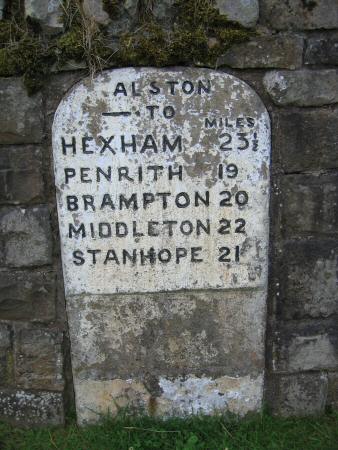 ALSTON
— TO
MILES
HEXHAM 23½
PENRITH 19
BRAMPTON 20
MIDDLETON 22
STANHOPE 21